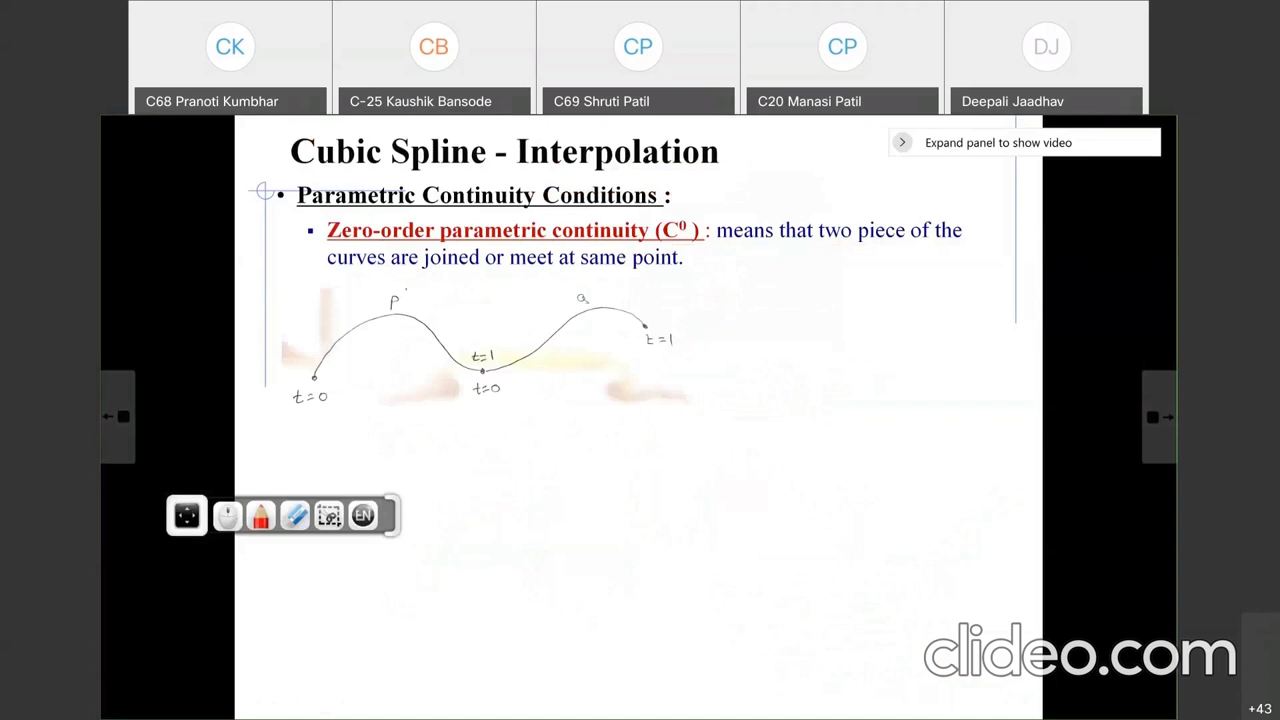 CK
CB
CP
CP
DJ
C68 Pranoti Kumbhar
C-25 Kaushik Bansode
C69 Shruti Patil
C20 Manasi Patil
Deepali Jaadhav
Expand panel to show video
Cubic Spline - Interpolation
• Parametric Continuity Conditions :
▪ Zero-order parametric continuity (C⁰ ) : means that two piece of the
curves are joined or meet at same point.
P
Q
t=1
t=1
t=0
t=0
EN
clideo.com
+43